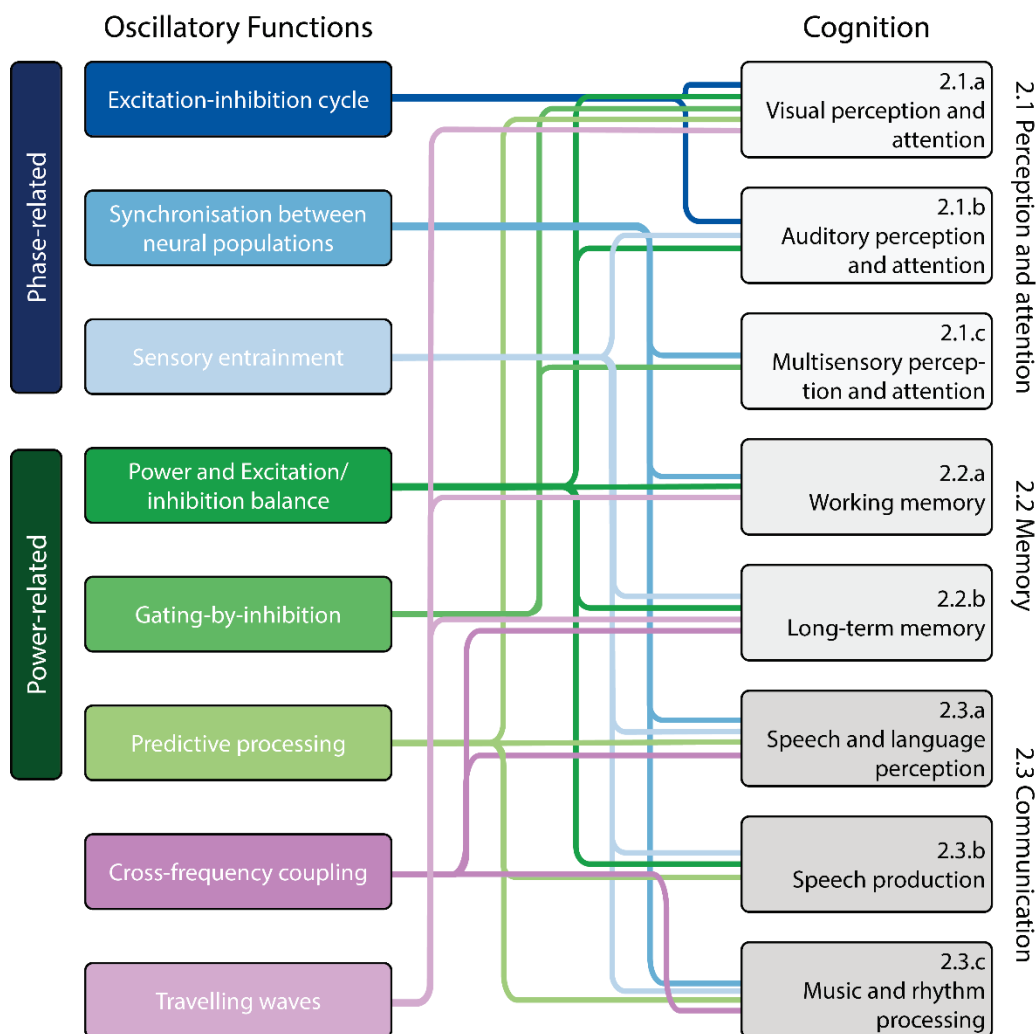 Oscillatory Functions
Cognition
Phase-related
Excitation-inhibition cycle
Synchronisation between
neural populations
Sensory entrainment
Power-related
Power and Excitation/
inhibition balance
Gating-by-inhibition
Predictive processing
Cross-frequency coupling
Travelling waves
2.1 Perception and attention
2.1.a
Visual perception and
attention
2.1.b
Auditory perception
and attention
2.1.c
Multisensory percep-
tion and attention
2.2 Memory
2.2.a
Working memory
2.2.b
Long-term memory
2.3 Communication
2.3.a
Speech and language
perception
2.3.b
Speech production
2.3.c
Music and rhythm
processing